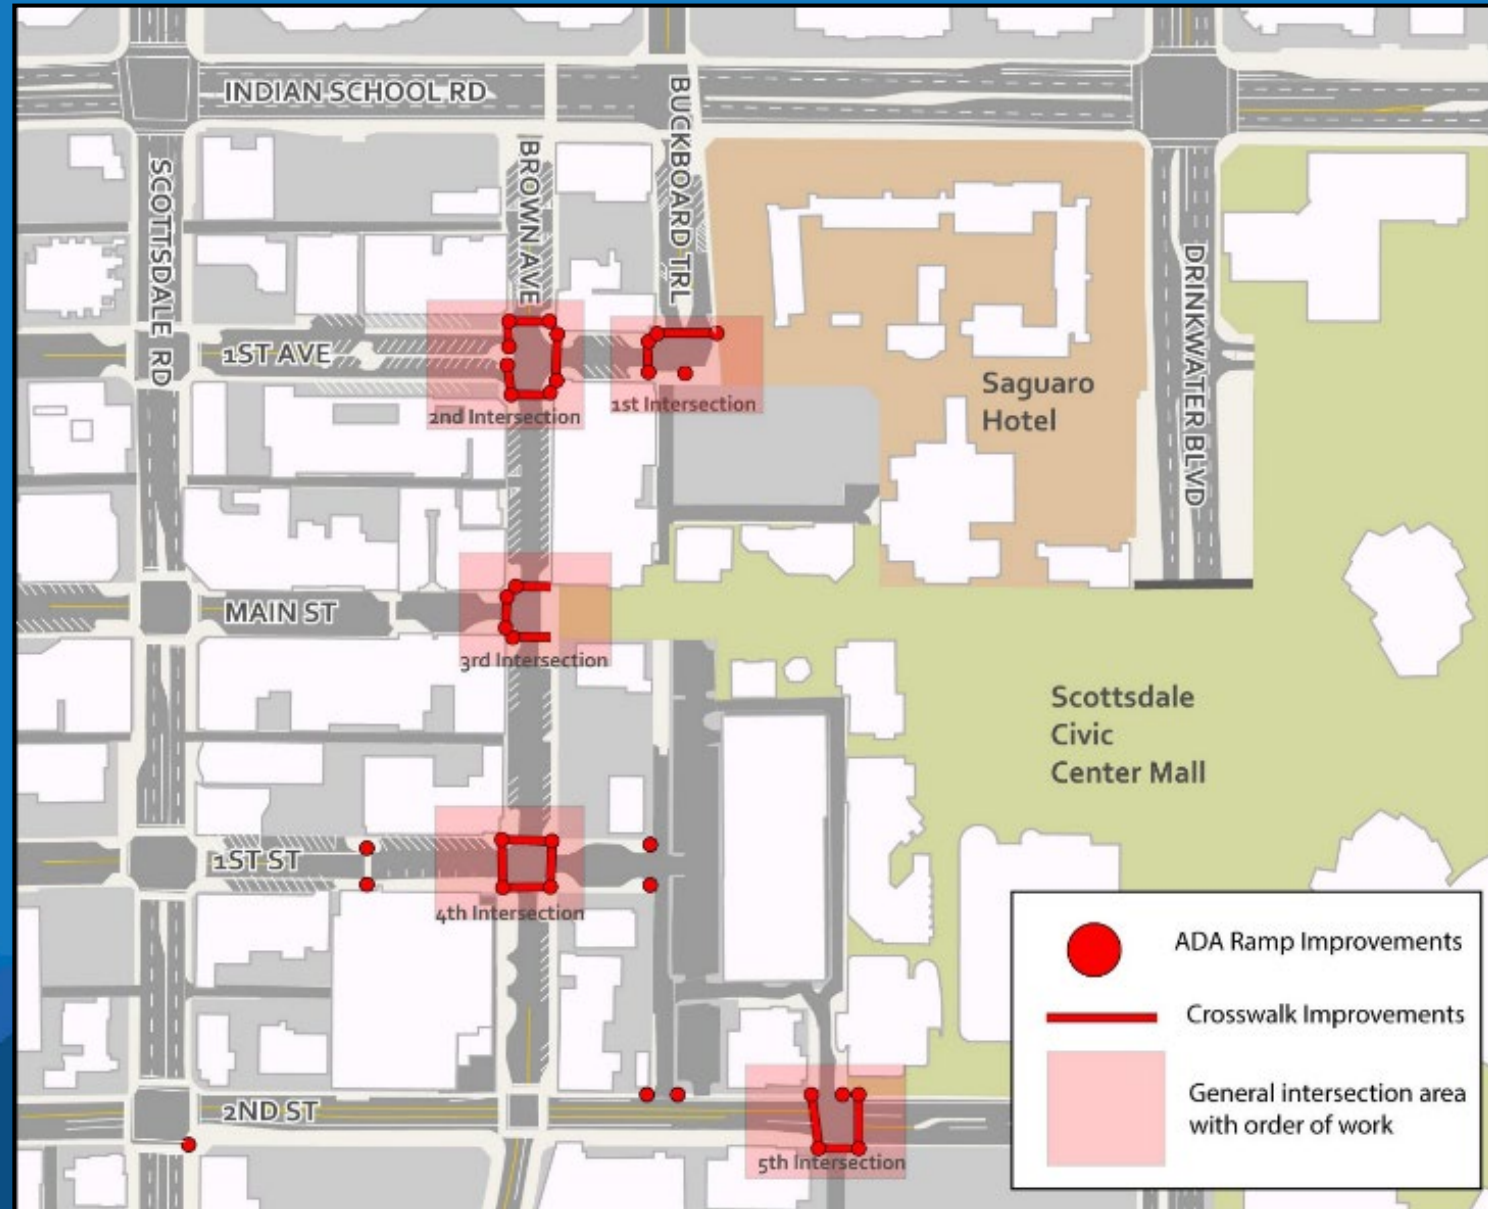 INDIAN SCHOOL RD
BUCKBOARD TRL
BROWN AVE
SCOTTSDALE RD
DRINKWATER BLVD
1ST AVE
2nd Intersection
1st Intersection
Saguaro
Hotel
MAIN ST
3rd Intersection
Scottsdale
Civic
Center Mall
1ST ST
4th Intersection
2ND ST
5th Intersection
ADA Ramp Improvements
Crosswalk Improvements
General intersection area
with order of work